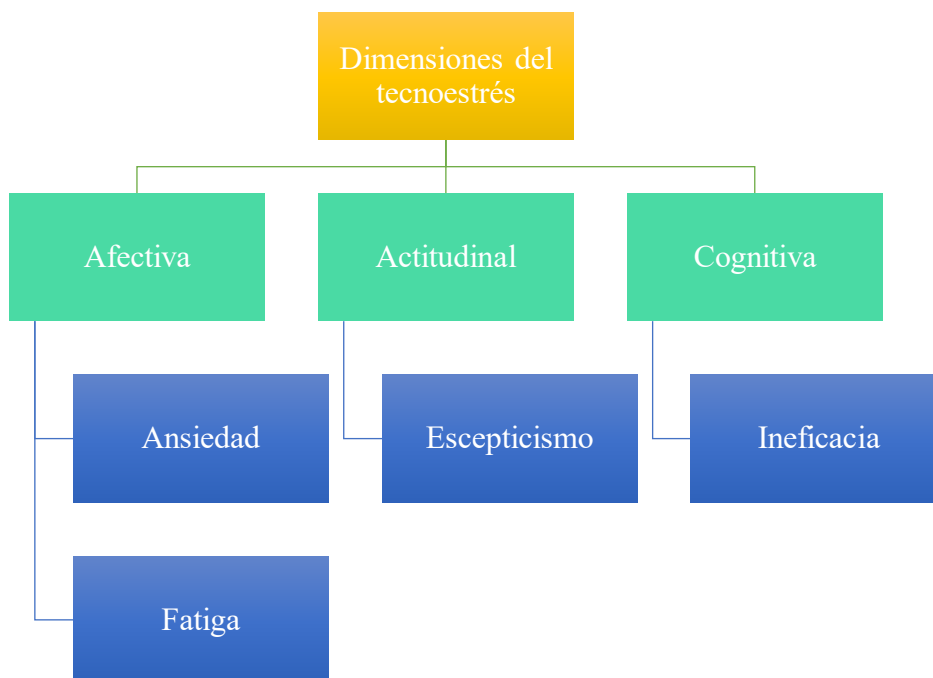 Dimensiones del
tecnoestrés
Afectiva
Actitudinal
Cognitiva
Ansiedad
Escepticismo
Ineficacia
Fatiga